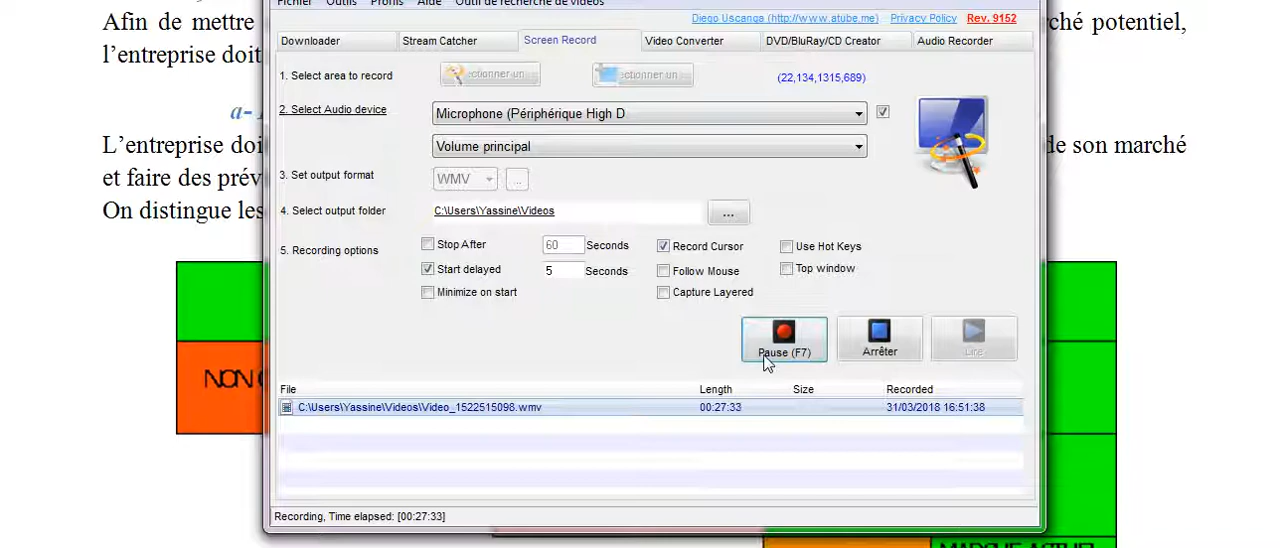 Fichier Outils Profils Aide Outil de recherche de vidéos
Afin de mettre
ché potentiel,
Diego Uscanga (http://www.atube.me) Privacy Policy Rev. 9152
l’entreprise doit
Downloader Stream Catcher Screen Record Video Converter DVD/BluRay/CD Creator Audio Recorder
1. Select area to record ctionner un ectionner un (22,134,1315,689)
a-
2. Select Audio device Microphone (Périphérique High D
L’entreprise doi
de son marché
Volume principal
et faire des prév
3. Set output format WMV ...
On distingue les
4. Select output folder C:\Users\Yassine\Videos ...
5. Recording options Stop After 60 Seconds Record Cursor Use Hot Keys
Start delayed 5 Seconds Follow Mouse Top window
Minimize on start Capture Layered
Pause (F7) Arrêter Lire
NON
File Length Size Recorded
C:\Users\Yassine\Videos\Video_1522515098.wmv 00:27:33 31/03/2018 16:51:38
Recording, Time elapsed: [00:27:33]
MARCHE ACTUEL